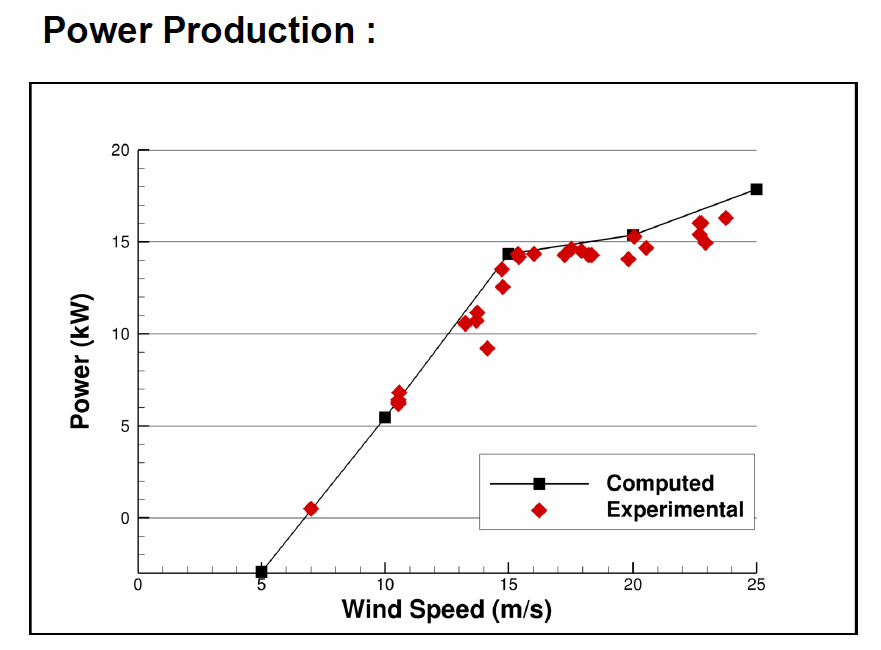 Power Production :
20
15
10
5
0
Power (kW)
Computed
Experimental
0 5 10 15 20 25
Wind Speed (m/s)